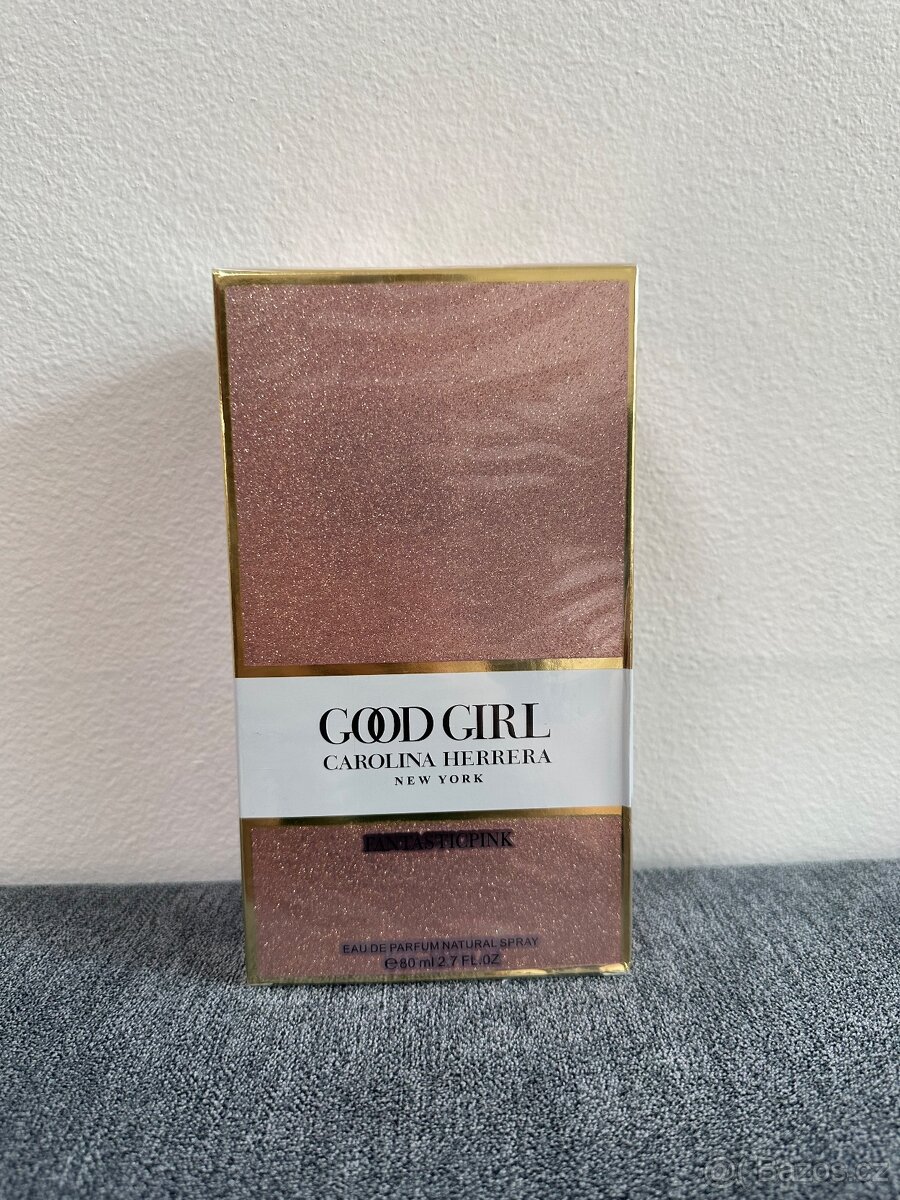 GOOD GIRL
CAROLINA HERRERA
NEW YORK
FANTASTICPINK
EAU DE PARFUM NATURAL SPRAY
℮80 ml 2.7 FL.OZ
Bazoš.cz